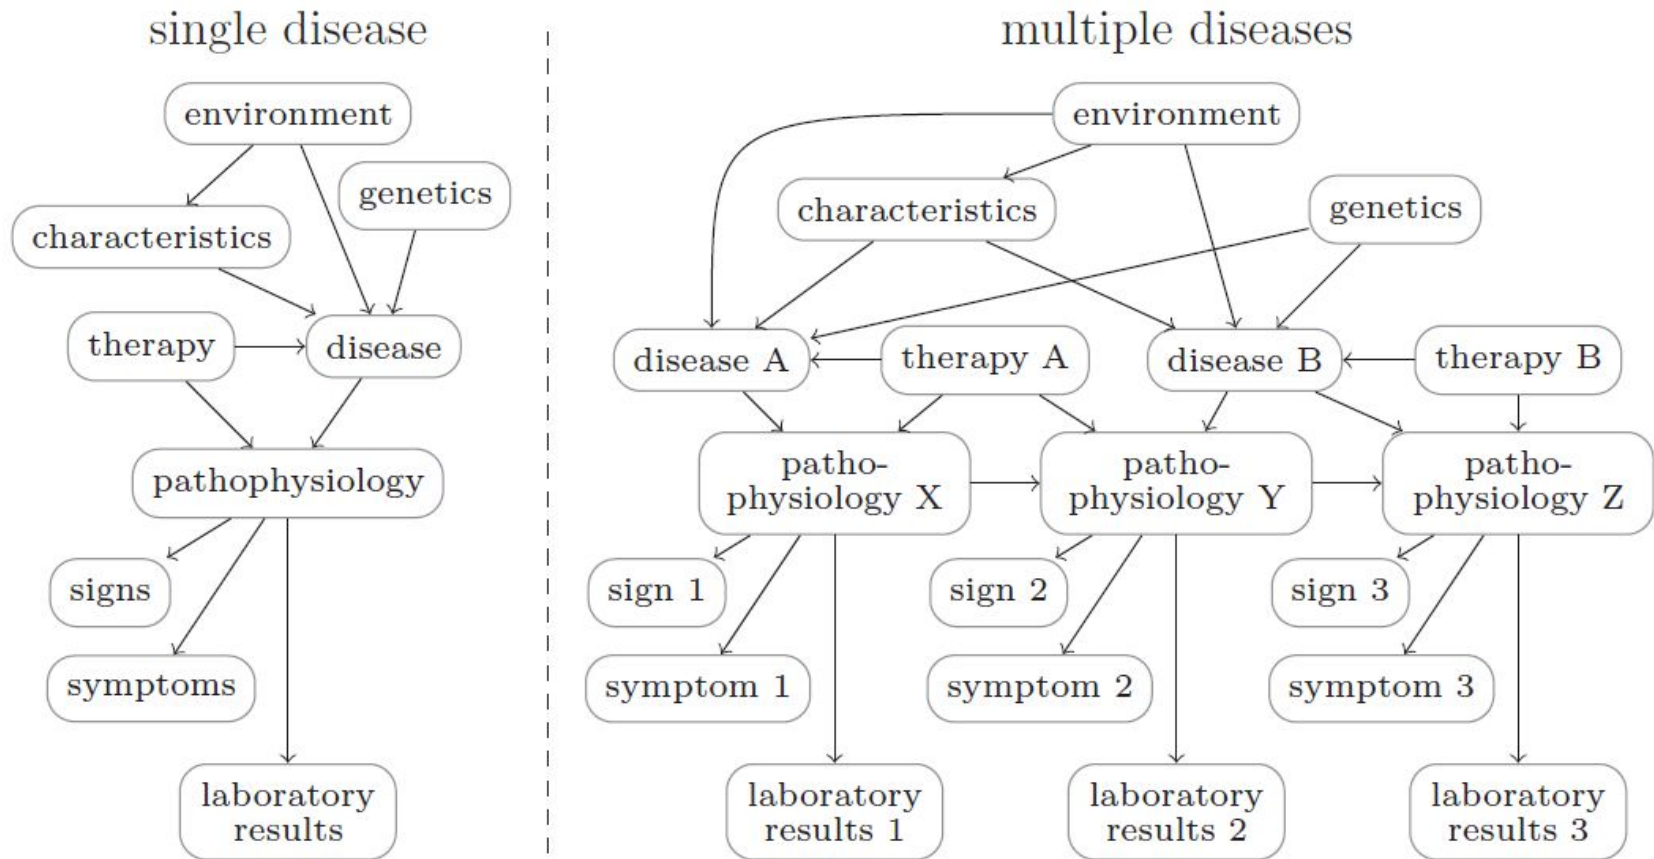 single disease
environment
genetics
characteristics
therapy
disease
pathophysiology
signs
symptoms
laboratory
results
multiple diseases
environment
characteristics
genetics
disease A
therapy A
disease B
therapy B
patho-
physiology X
patho-
physiology Y
patho-
physiology Z
sign 1
sign 2
sign 3
symptom 1
symptom 2
symptom 3
laboratory
results 1
laboratory
results 2
laboratory
results 3